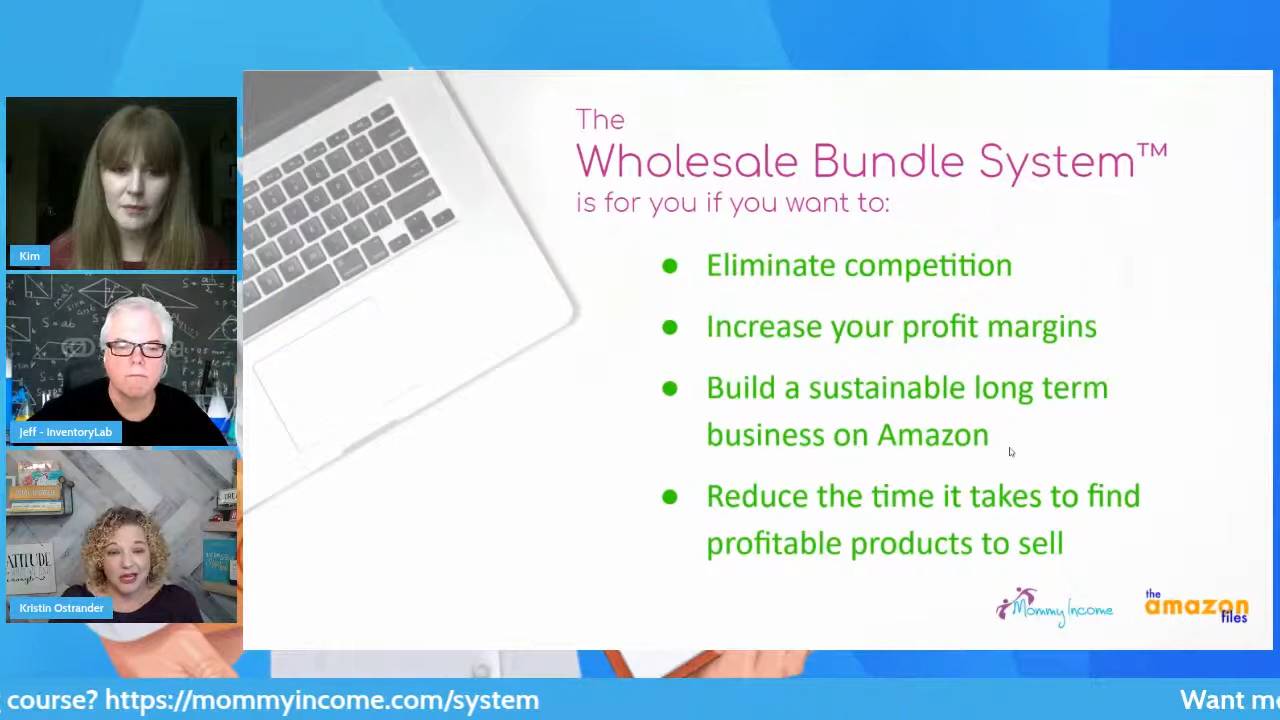 The
Wholesale Bundle System™
is for you if you want to:
● Eliminate competition
● Increase your profit margins
● Build a sustainable long term
business on Amazon
● Reduce the time it takes to find
profitable products to sell
Mommy Income
the
amazon
files
Kim
Jeff - InventoryLab
Kristin Ostrander
course? https://mommyincome.com/system
Want